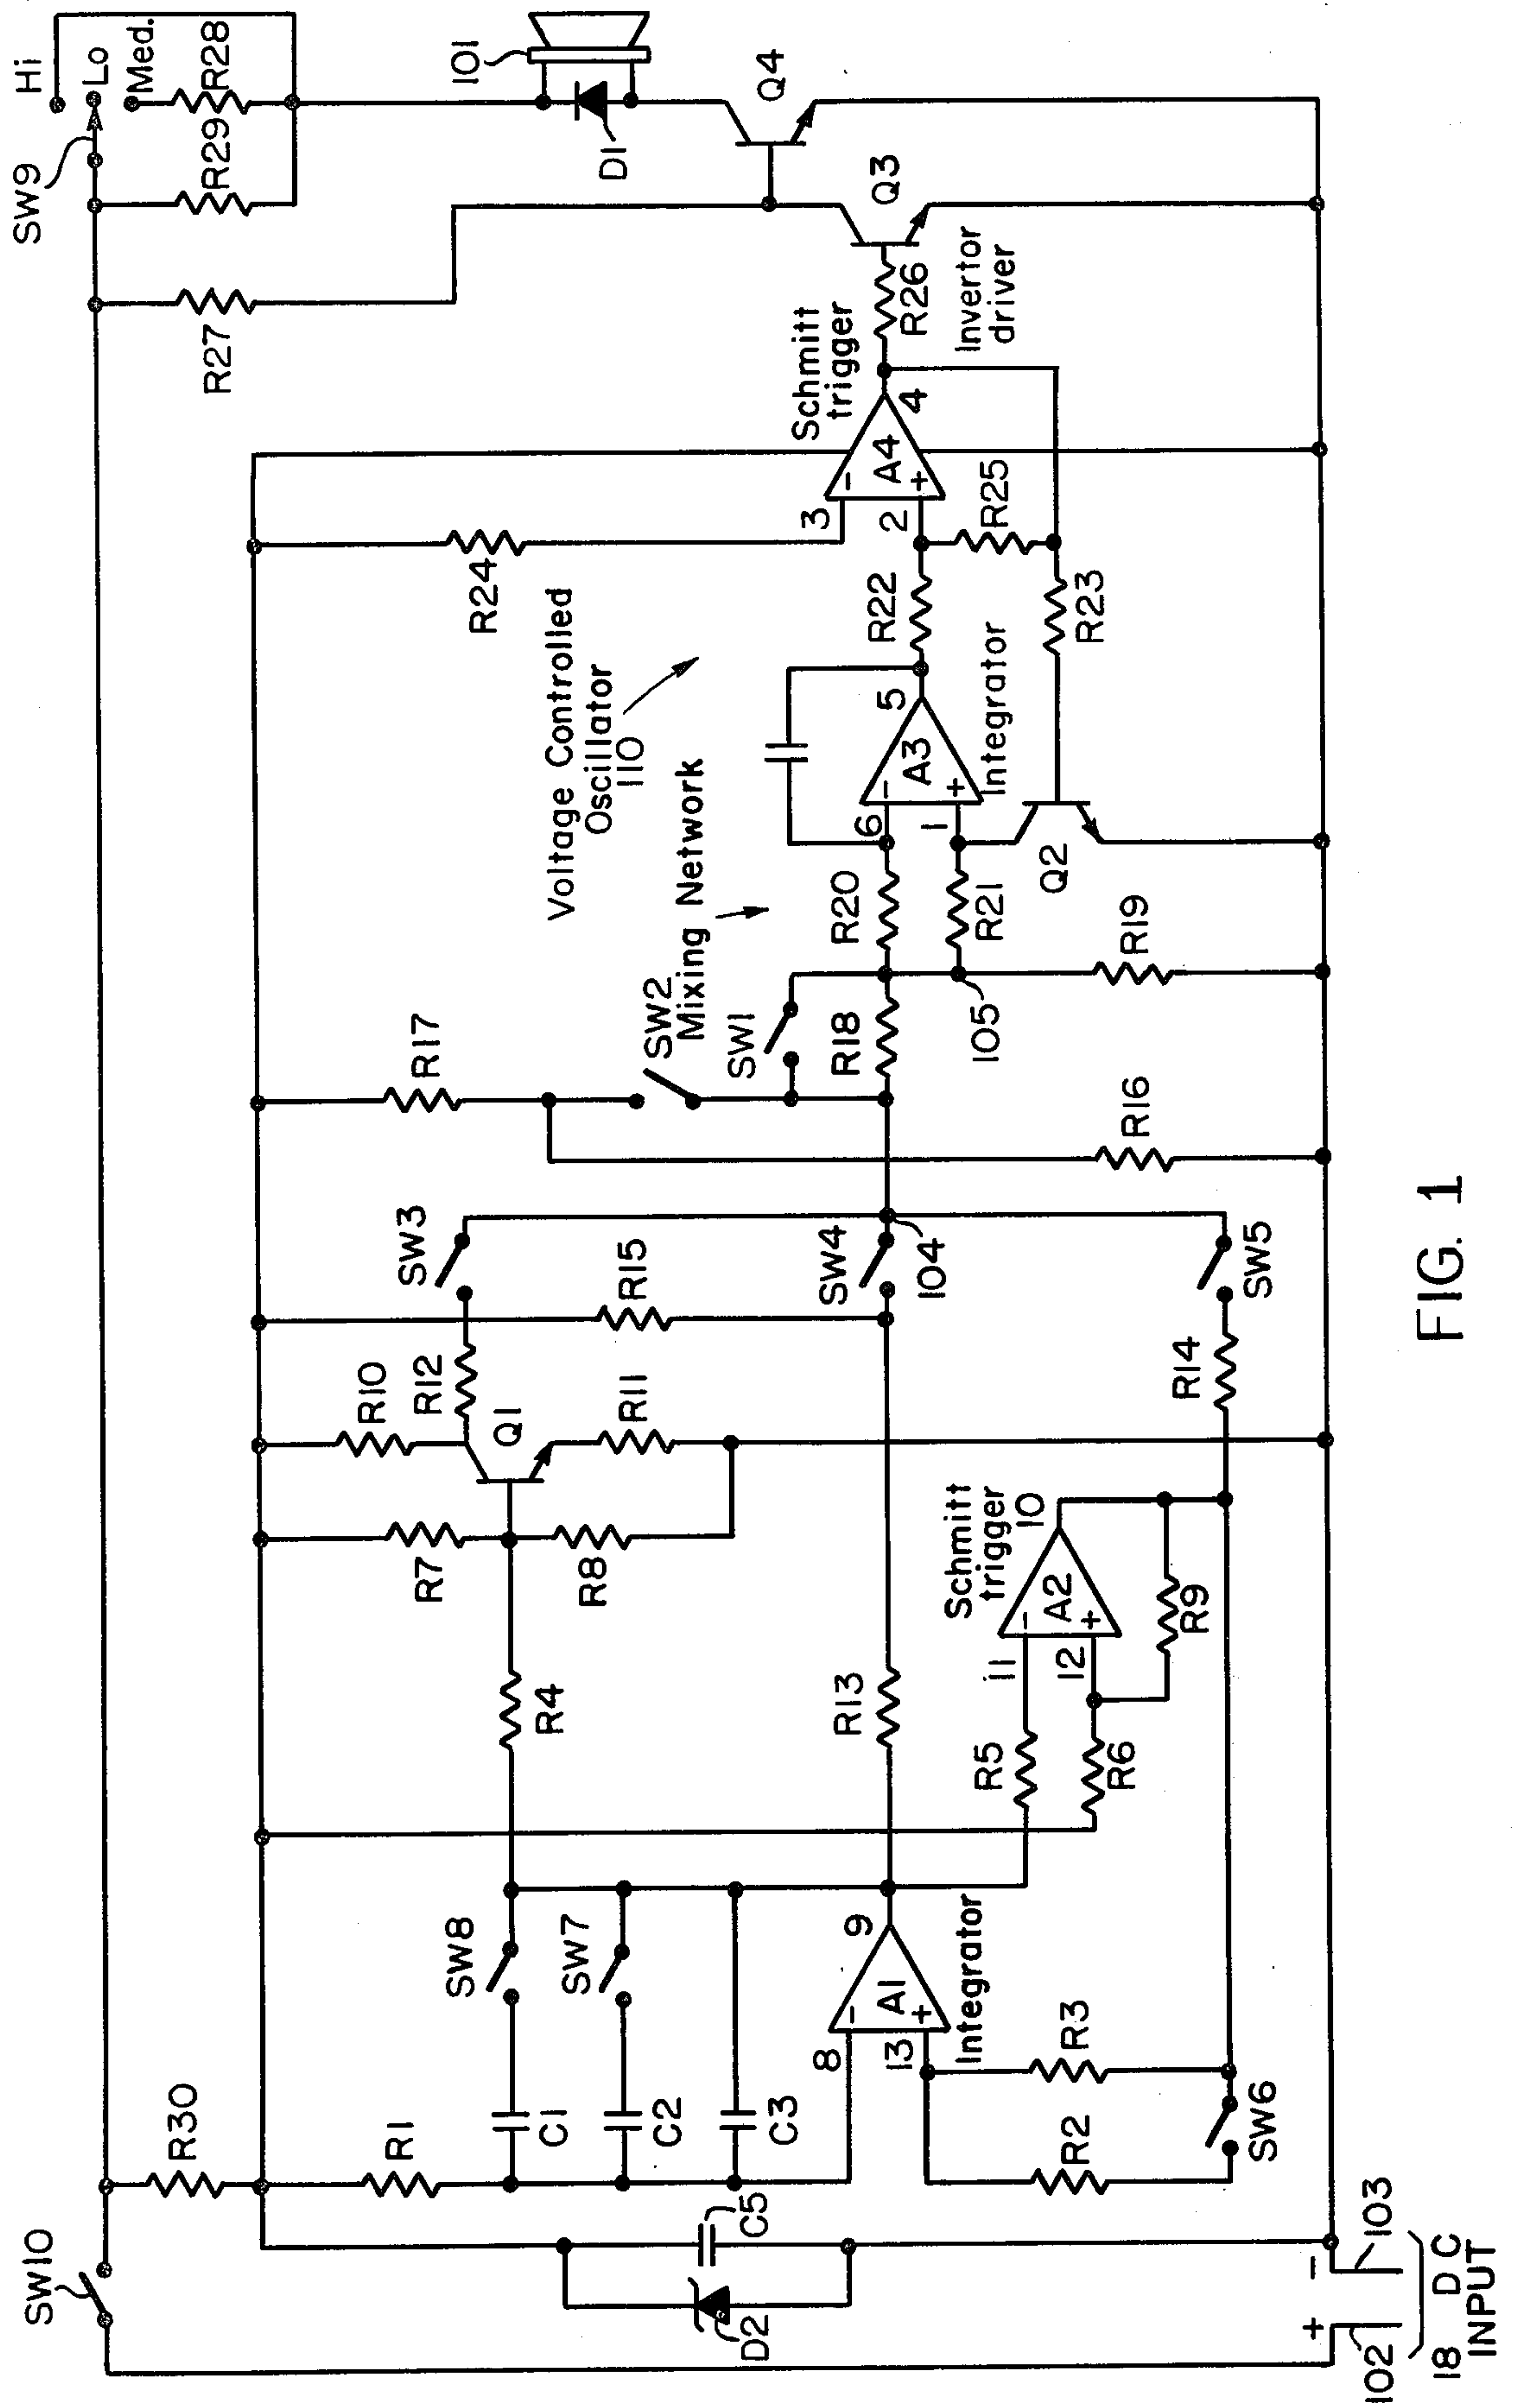 SW9
Hi
Lo
Med.
R28
R29
R27
101
D1
Q4
Q3
R26
Invertor
driver
Schmitt
trigger
A4
-
+
2
3
4
R24
R25
R22
R23
Voltage Controlled
Oscillator
110
Integrator
A3
-
+
5
6
1
Q2
R20
R21
Mixing Network
SW2
SW1
R18
105
R19
R17
R16
SW3
SW4
104
SW5
R15
R14
R12
R10
Q1
R11
R7
R8
Schmitt
trigger
10
A2
-
+
11
12
R9
R4
R13
R5
R6
SW8
SW7
9
A1
-
+
Integrator
8
13
R3
R2
SW6
C1
C2
C3
R30
R1
C5
D2
SW10
+
-
102
103
18 DC
INPUT
FIG. 1